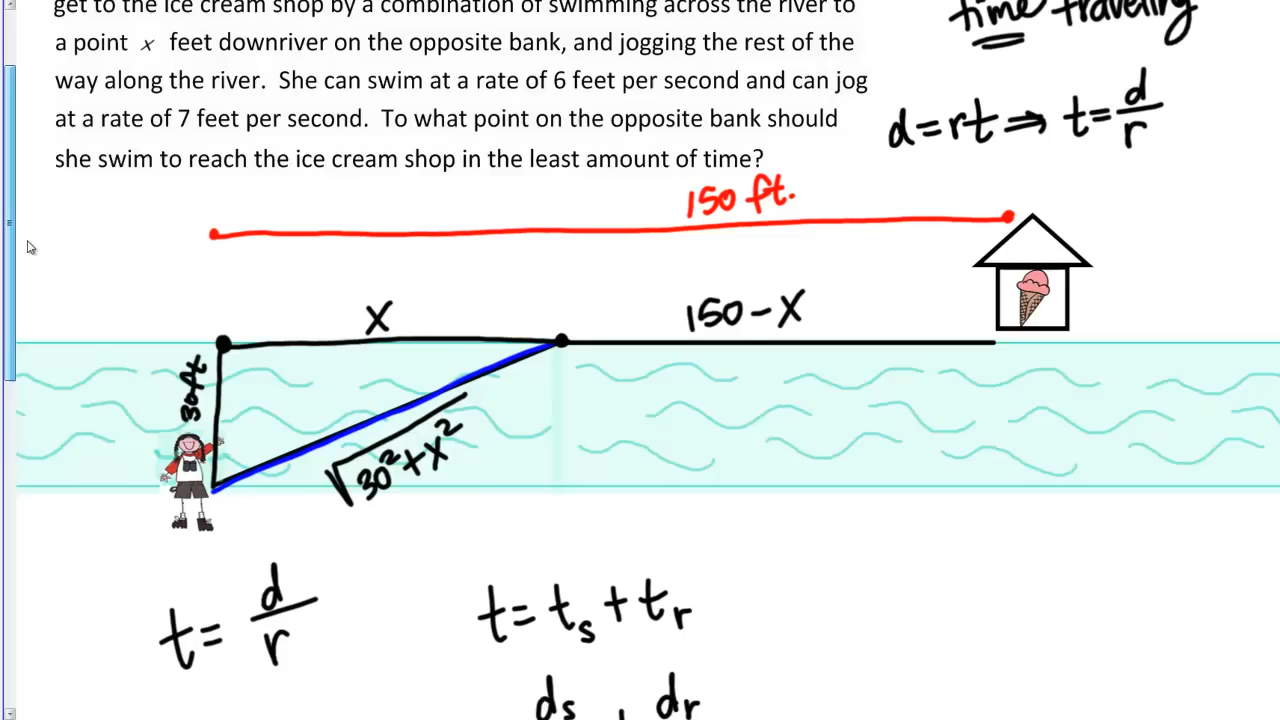 get to the ice cream shop by a combination of swimming across the river to
a point x feet downriver on the opposite bank, and jogging the rest of the
way along the river. She can swim at a rate of 6 feet per second and can jog
at a rate of 7 feet per second. To what point on the opposite bank should
she swim to reach the ice cream shop in the least amount of time?
time traveling
d=rt⇒ t=d/r
150 ft.
x
150-x
30ft
√30²+x²
t=d/r
t=ts+tr
ds dr